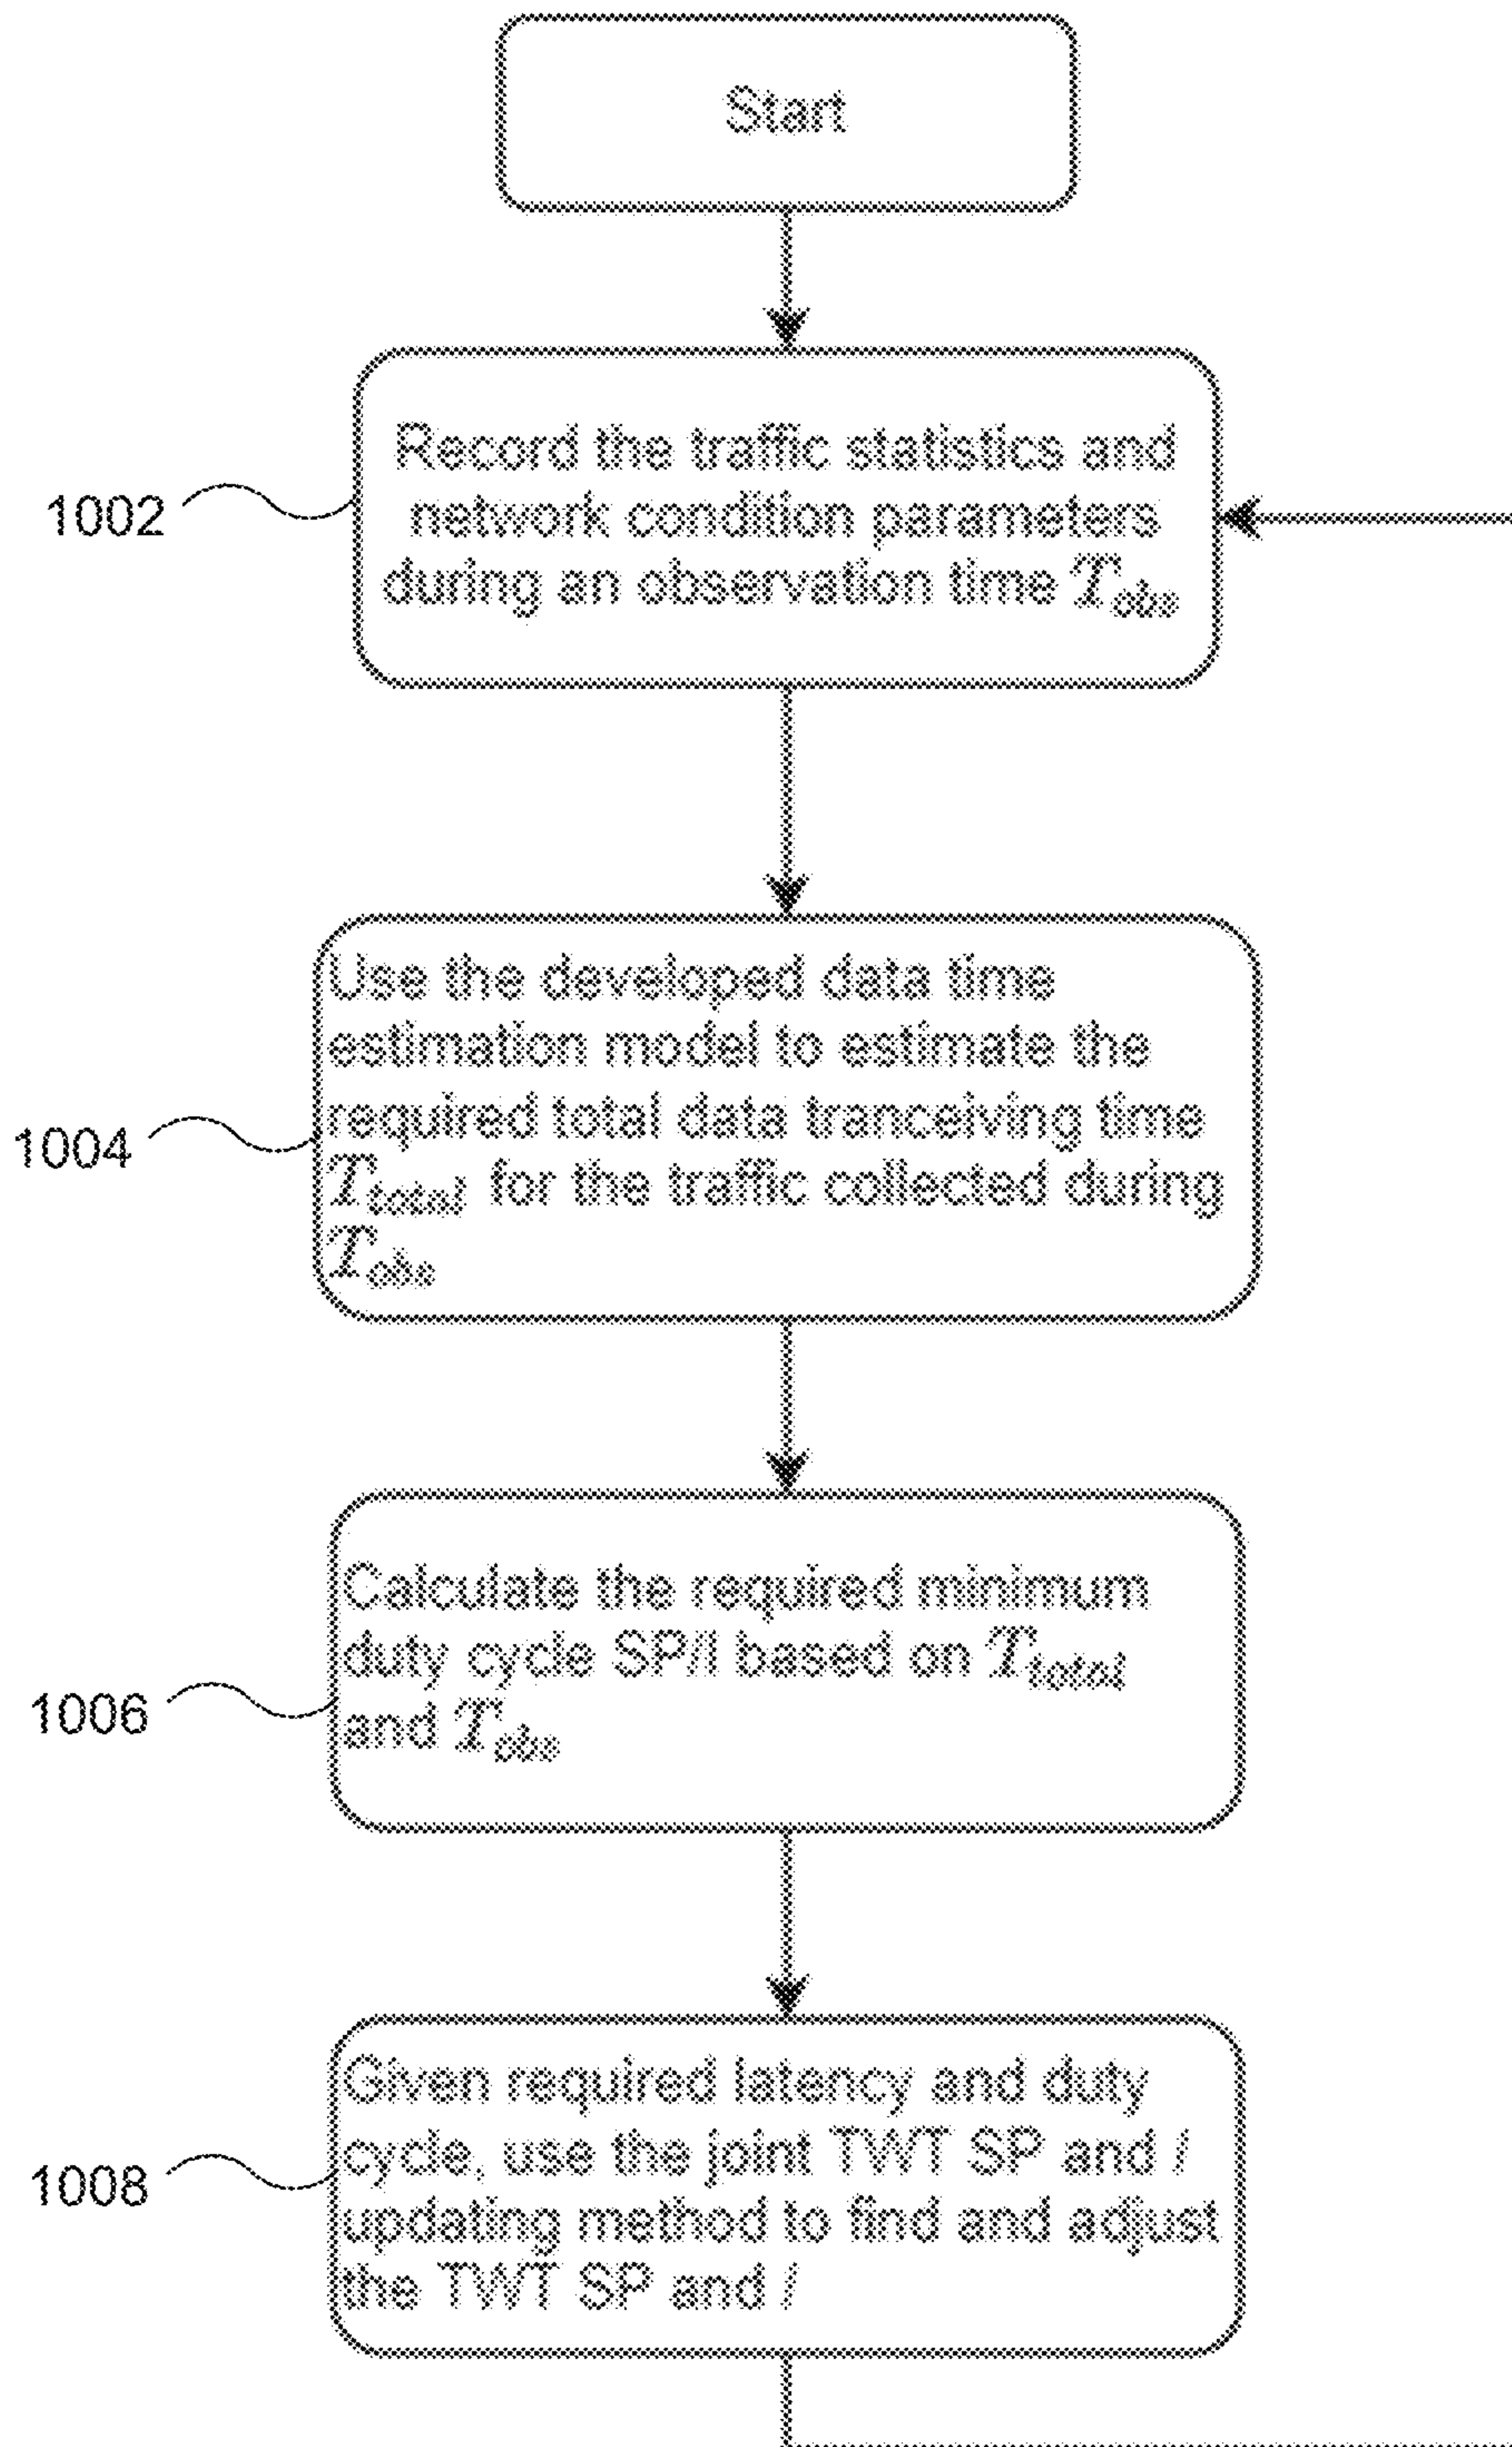 Start
1002
Record the traffic statistics and
network condition parameters
during an observation time T_obs
1004
Use the developed data time
estimation model to estimate the
required total data tranceiving time
T_total for the traffic collected during
T_obs
1006
Calculate the required minimum
duty cycle SP/I based on T_total
and T_obs
1008
Given required latency and duty
cycle, use the joint TWT SP and I
updating method to find and adjust
the TWT SP and I